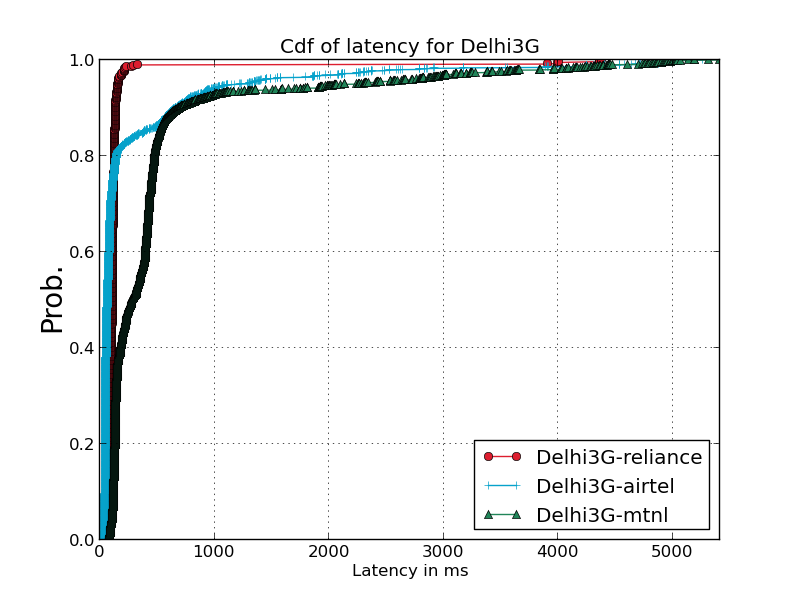 Cdf of latency for Delhi3G
1.0
0.8
0.6
0.4
0.2
0.0
Prob.
0 1000 2000 3000 4000 5000
Latency in ms
Delhi3G-reliance
Delhi3G-airtel
Delhi3G-mtnl